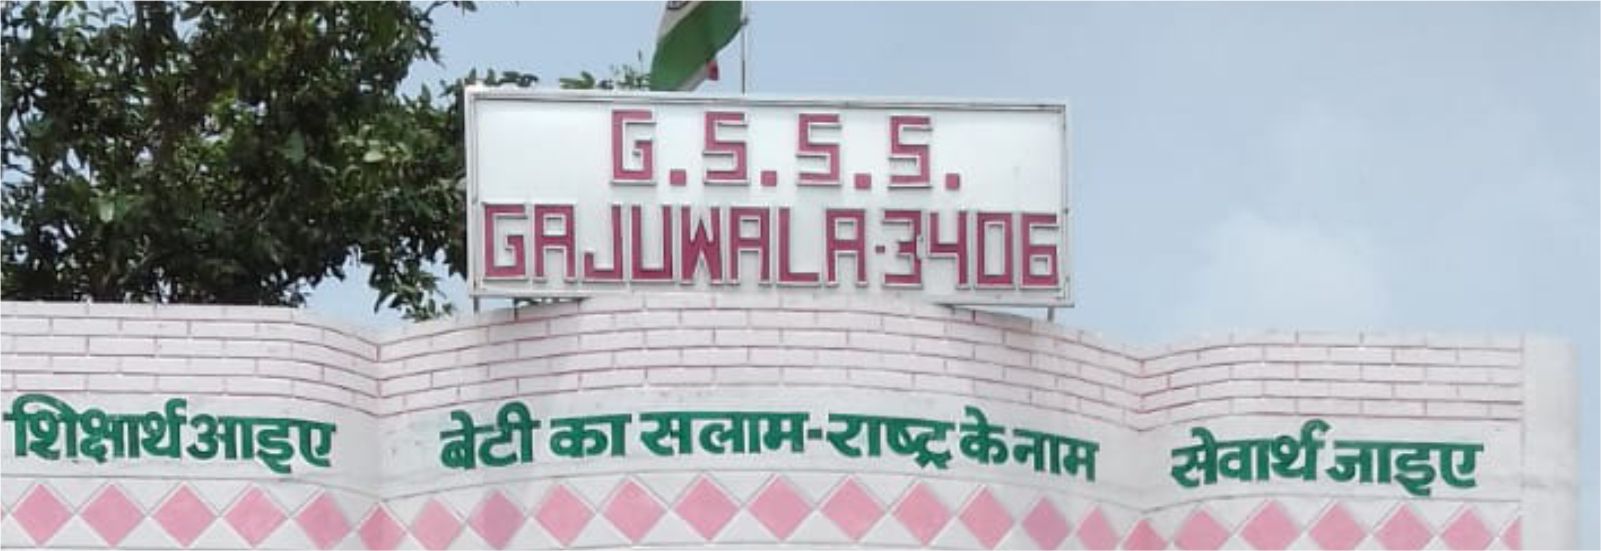 G.S.S.S.
GAJUWALA-3406
शिक्षार्थ आइए बेटी का सलाम-राष्ट्र के नाम सेवार्थ जाइए